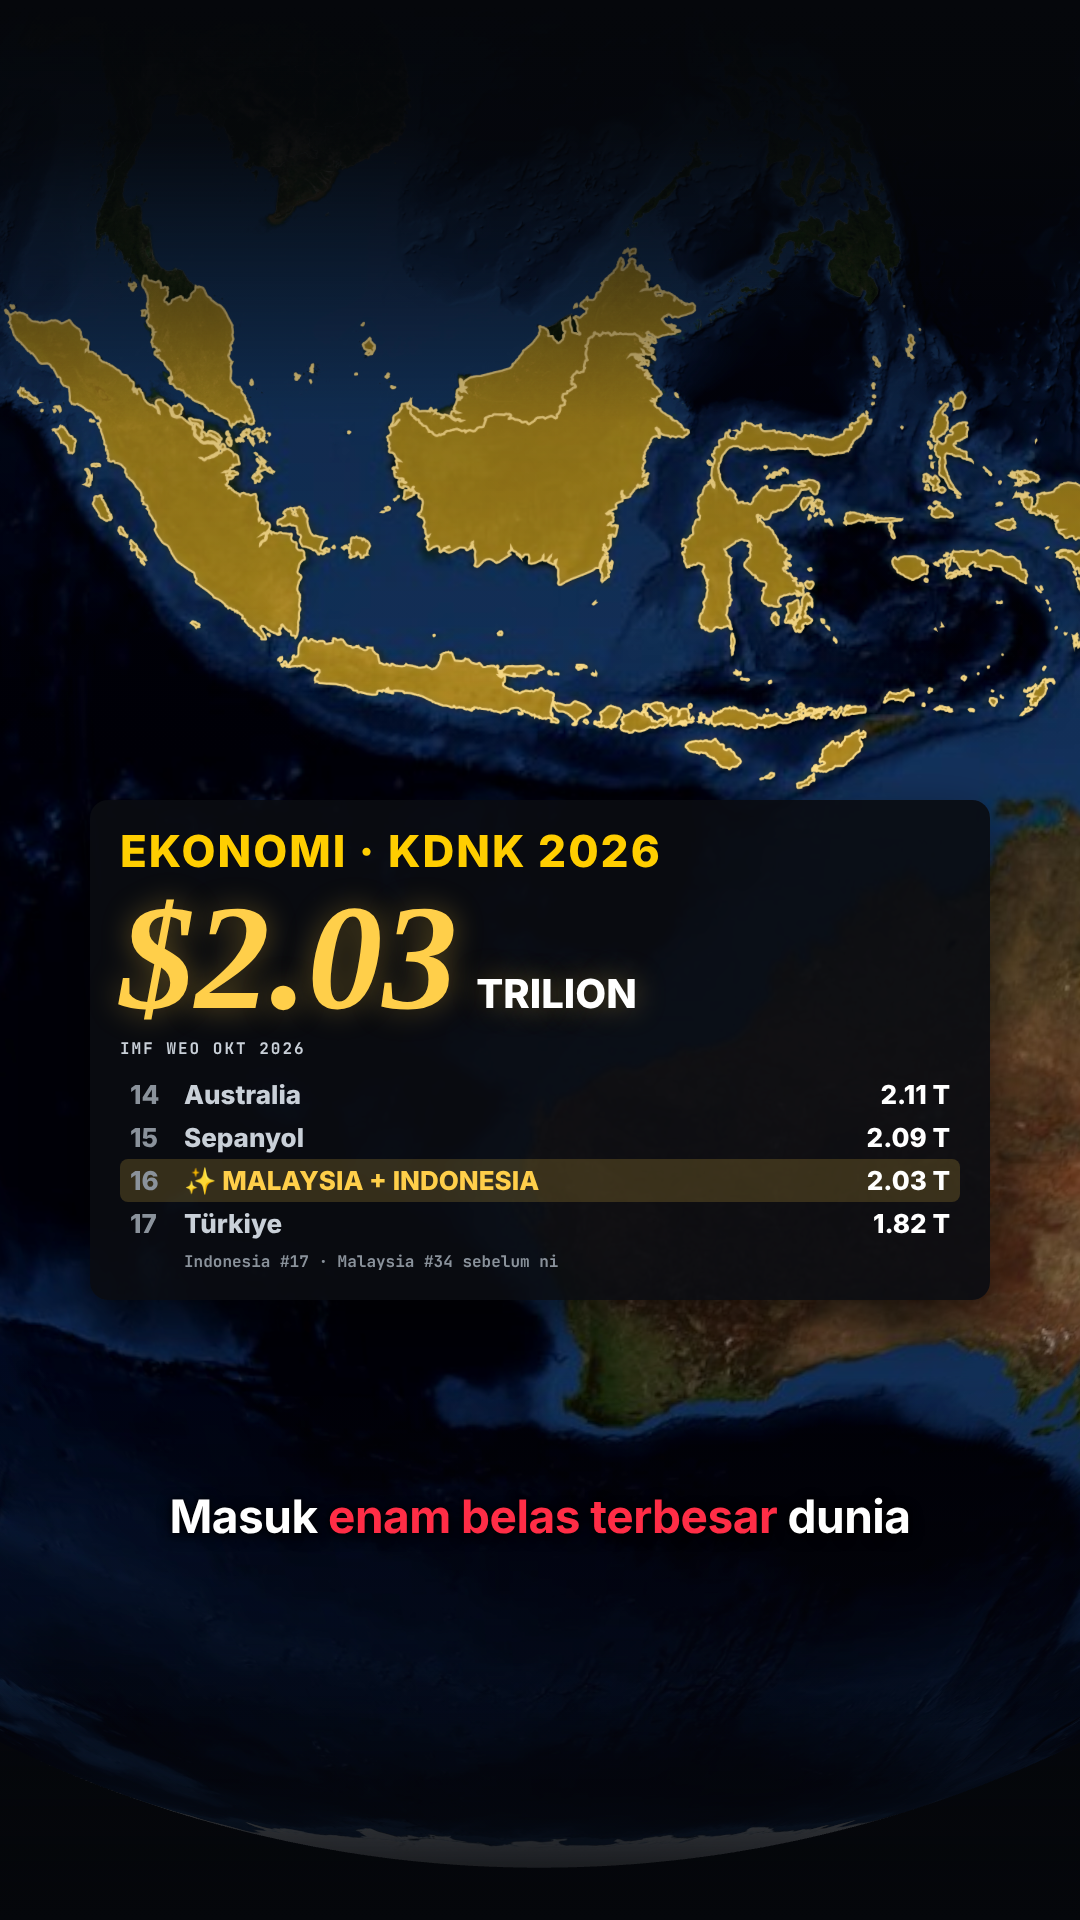 EKONOMI · KDNK 2026
$2.03 TRILION
IMF WEO OKT 2026
14 Australia 2.11 T
15 Sepanyol 2.09 T
16 ✨ MALAYSIA + INDONESIA 2.03 T
17 Türkiye 1.82 T
Indonesia #17 · Malaysia #34 sebelum ni
Masuk enam belas terbesar dunia